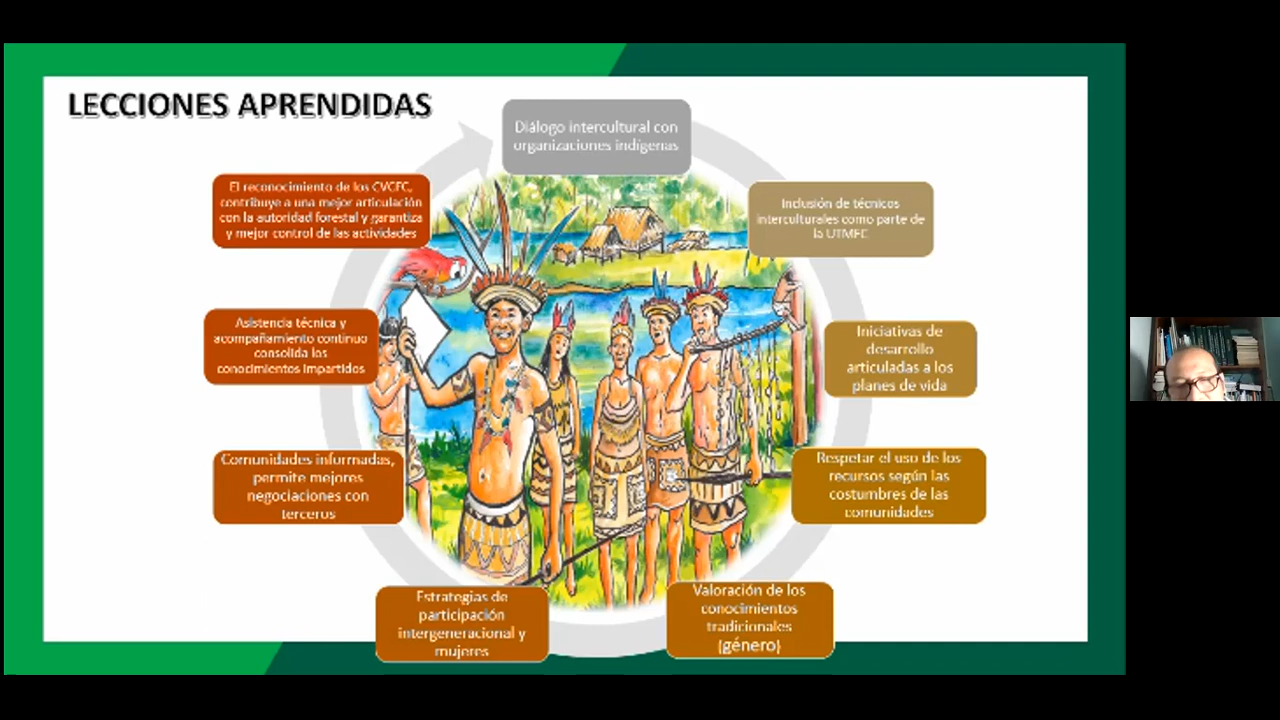 LECCIONES APRENDIDAS
Diálogo intercultural con
organizaciones indígenas
Inclusión de técnicos
interculturales como parte de
la UTMFC
Iniciativas de
desarrollo
articuladas a los
planes de vida
Respetar el uso de los
recursos según las
costumbres de las
comunidades
Valoración de los
conocimientos
tradicionales
(género)
Estrategias de
participación
intergeneracional y
mujeres
Comunidades informadas,
permite mejores
negociaciones con
terceros
Asistencia técnica y
acompañamiento continuo
consolida los
conocimientos impartidos
El reconocimiento de los CVCFC,
contribuye a una mejor articulación
con la autoridad forestal y garantiza
y mejor control de las actividades